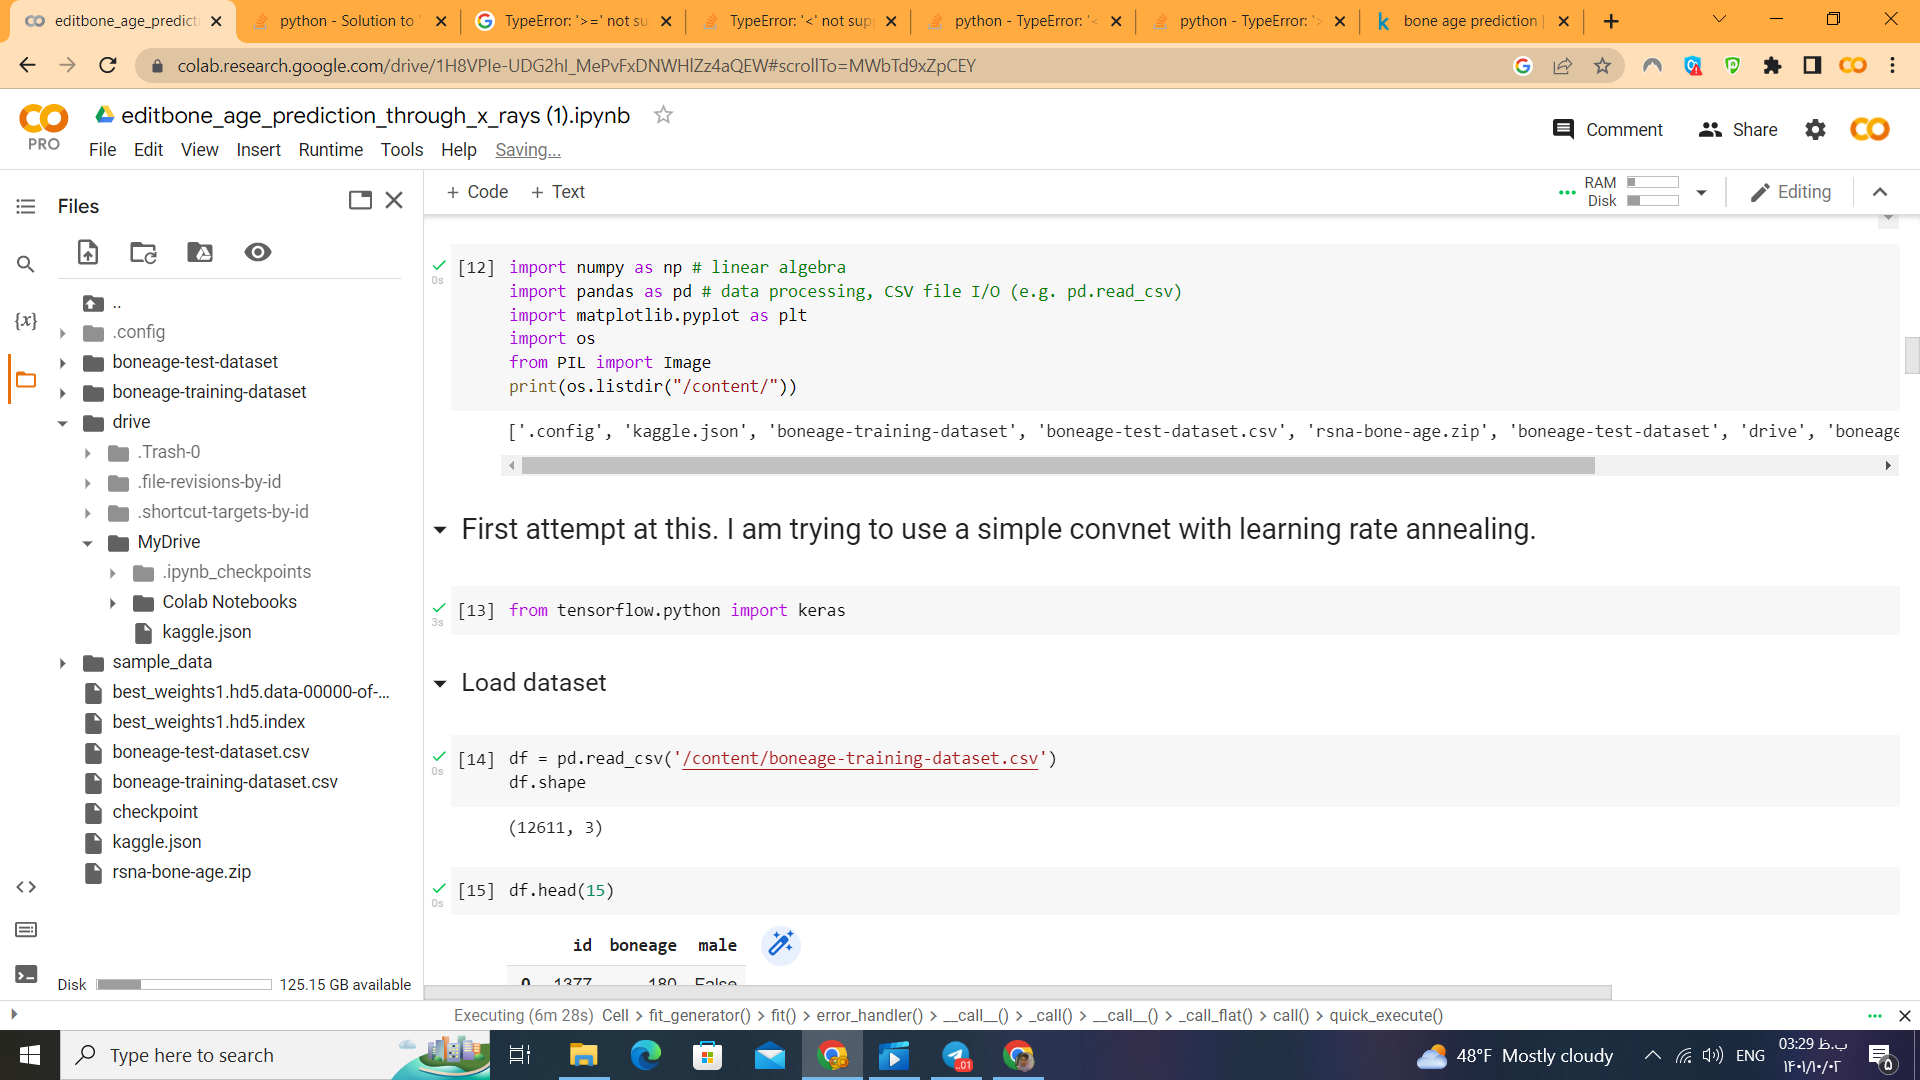 editbone_age_predicti
python - Solution to '
TypeError: '>=' not su
TypeError: '<' not sup
python - TypeError: '<
python - TypeError: '>
bone age prediction |
colab.research.google.com/drive/1H8VPIe-UDG2hI_MePvFxDNWHlZz4aQEW#scrollTo=MWbTd9xZpCEY
PRO
editbone_age_prediction_through_x_rays (1).ipynb
File Edit View Insert Runtime Tools Help Saving...
Comment Share
Files
+ Code + Text
RAM
Disk
Editing
..
.config
boneage-test-dataset
boneage-training-dataset
drive
.Trash-0
.file-revisions-by-id
.shortcut-targets-by-id
MyDrive
.ipynb_checkpoints
Colab Notebooks
kaggle.json
sample_data
best_weights1.hd5.data-00000-of-...
best_weights1.hd5.index
boneage-test-dataset.csv
boneage-training-dataset.csv
checkpoint
kaggle.json
rsna-bone-age.zip
Disk 125.15 GB available
0s
[12] import numpy as np # linear algebra
import pandas as pd # data processing, CSV file I/O (e.g. pd.read_csv)
import matplotlib.pyplot as plt
import os
from PIL import Image
print(os.listdir("/content/"))
['.config', 'kaggle.json', 'boneage-training-dataset', 'boneage-test-dataset.csv', 'rsna-bone-age.zip', 'boneage-test-dataset', 'drive', 'boneage
First attempt at this. I am trying to use a simple convnet with learning rate annealing.
3s
[13] from tensorflow.python import keras
Load dataset
0s
[14] df = pd.read_csv('/content/boneage-training-dataset.csv')
df.shape
(12611, 3)
0s
[15] df.head(15)
id boneage male
0 1377 180 False
Executing (6m 28s) Cell > fit_generator() > fit() > error_handler() > __call__() > _call() > __call__() > _call_flat() > call() > quick_execute()
Type here to search
..01
48°F Mostly cloudy
ENG
03:29 ب.ظ
۱۴۰۱/۱۰/۰۲
۵